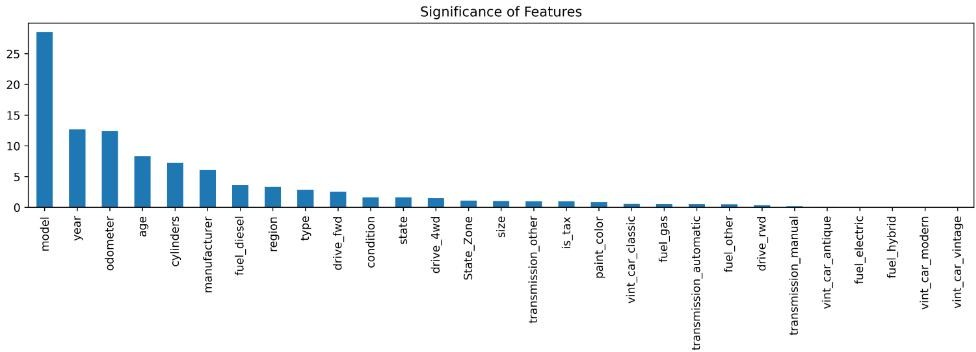 Significance of Features
25
20
15
10
5
0
model
year
odometer
age
cylinders
manufacturer
fuel_diesel
region
type
drive_fwd
condition
state
drive_4wd
State_Zone
size
transmission_other
is_tax
paint_color
vint_car_classic
fuel_gas
transmission_automatic
fuel_other
drive_rwd
transmission_manual
vint_car_antique
fuel_electric
fuel_hybrid
vint_car_modern
vint_car_vintage